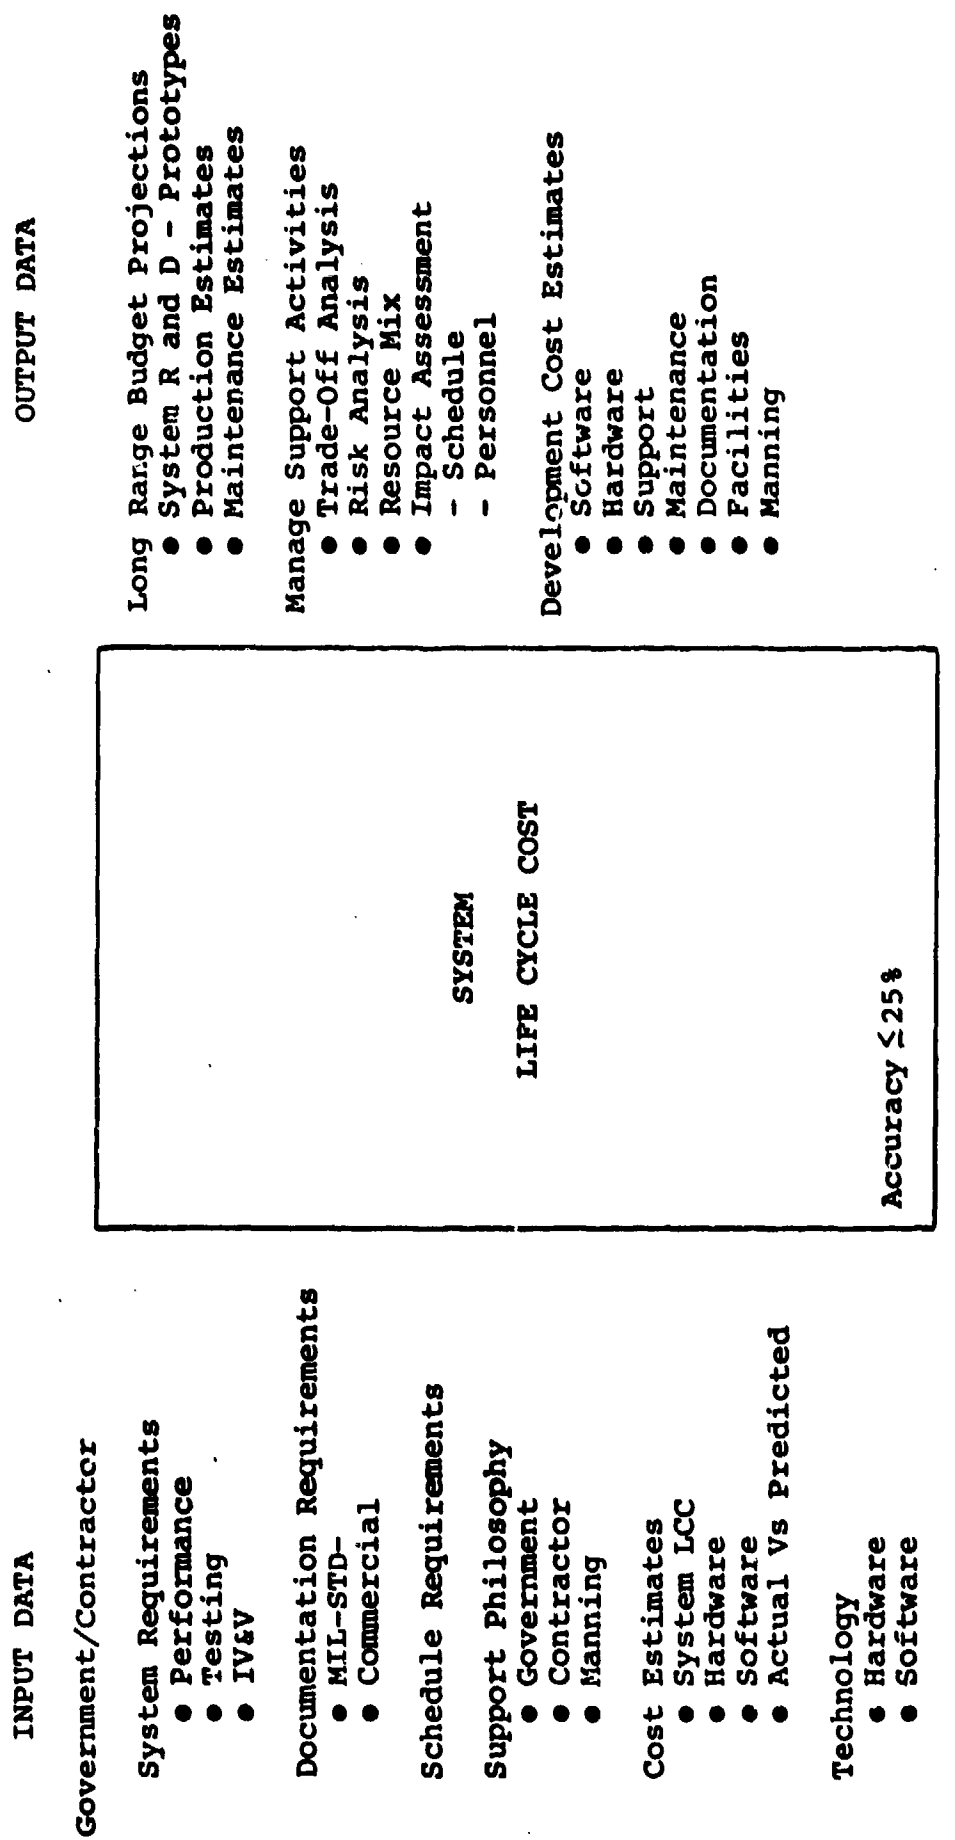 INPUT DATA
Government/Contractor
System Requirements
● Performance
● Testing
● IV&V
Documentation Requirements
● MIL-STD-
● Commercial
Schedule Requirements
Support Philosophy
● Government
● Contractor
● Manning
Cost Estimates
● System LCC
● Hardware
● Software
● Actual Vs Predicted
Technology
● Hardware
● Software
SYSTEM
LIFE CYCLE COST
Accuracy ≤25%
OUTPUT DATA
Long Range Budget Projections
● System R and D - Prototypes
● Production Estimates
● Maintenance Estimates
Manage Support Activities
● Trade-Off Analysis
● Risk Analysis
● Resource Mix
● Impact Assessment
- Schedule
- Personnel
Development Cost Estimates
● Software
● Hardware
● Support
● Maintenance
● Documentation
● Facilities
● Manning